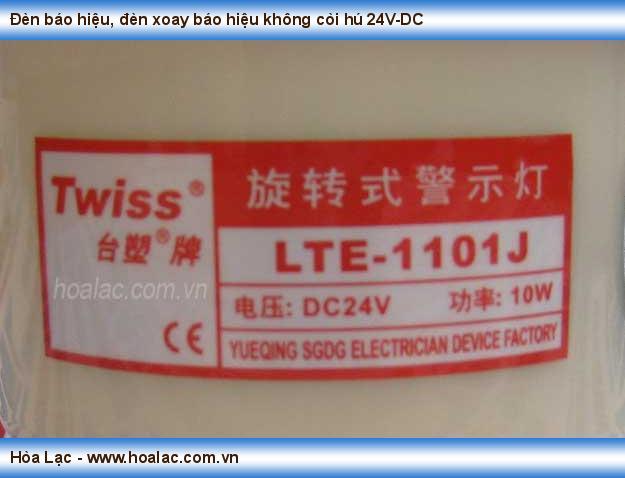 Đèn báo hiệu, đèn xoay báo hiệu không còi hú 24V-DC
Twiss®
台塑®牌
旋转式警示灯
LTE-1101J
hoalac.com.vn
电压: DC24V 功率: 10W
CE
YUEQING SGDG ELECTRICIAN DEVICE FACTORY
Hòa Lạc - www.hoalac.com.vn